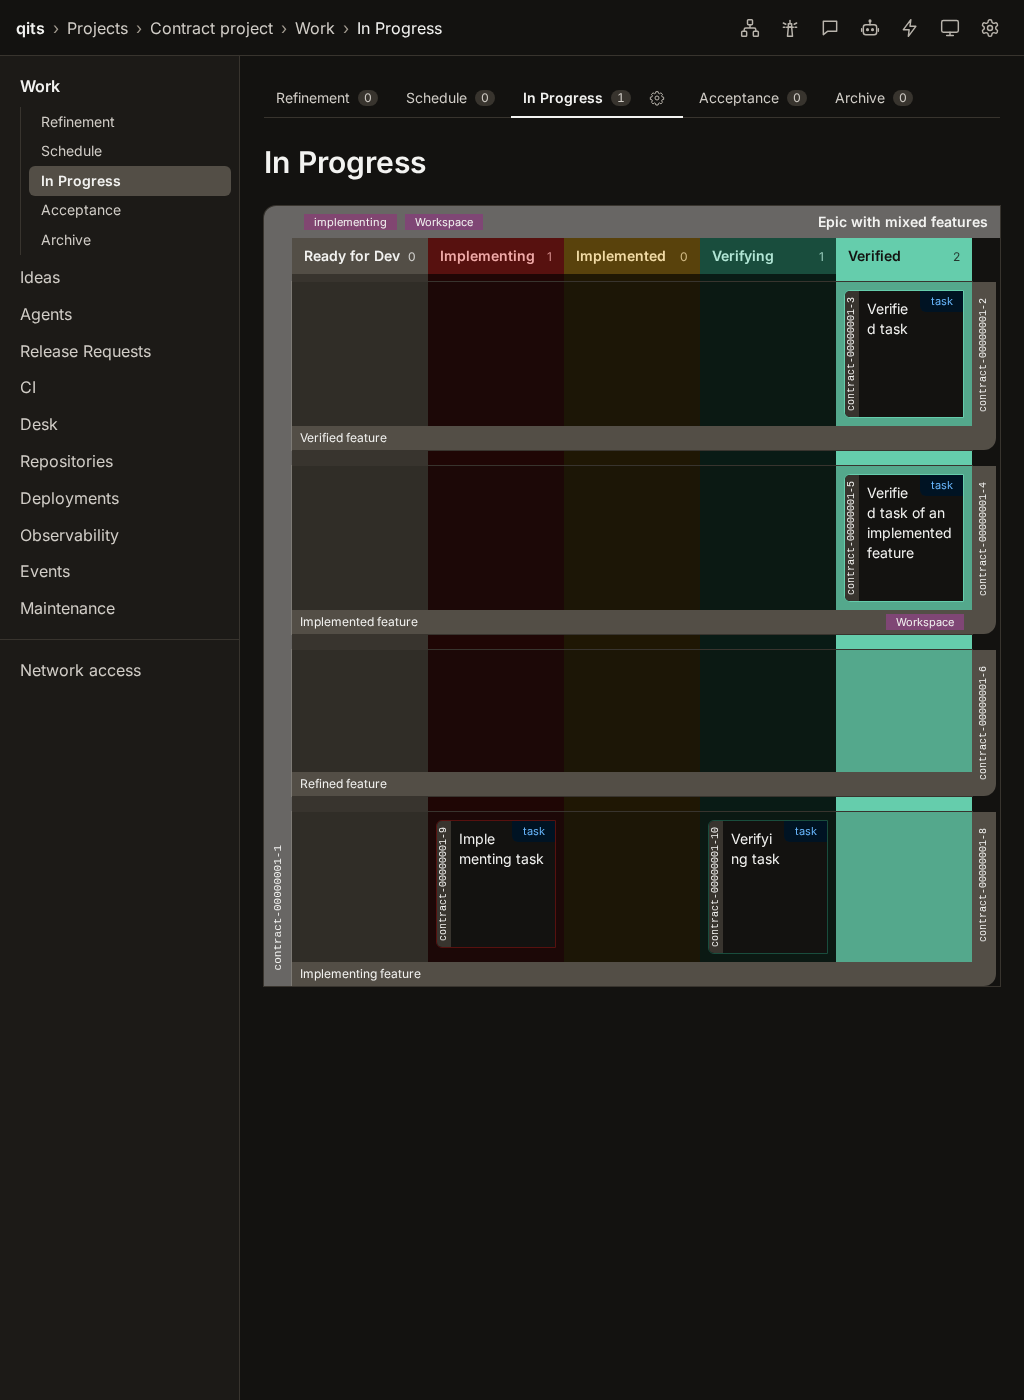 qits › Projects › Contract project › Work › In Progress
Work
Refinement
Schedule
In Progress
Acceptance
Archive
Ideas
Agents
Release Requests
CI
Desk
Repositories
Deployments
Observability
Events
Maintenance
Network access
Refinement 0 Schedule 0 In Progress 1 Acceptance 0 Archive 0
In Progress
implementing Workspace Epic with mixed features
Ready for Dev 0 Implementing 1 Implemented 0 Verifying 1 Verified 2
contract-00000001-3
Verifie
d task
task
contract-00000001-2
Verified feature
contract-00000001-5
Verifie
d task of an
implemented
feature
task
contract-00000001-4
Implemented feature Workspace
contract-00000001-6
Refined feature
contract-00000001-1
contract-00000001-9
Imple
menting task
task
contract-00000001-10
Verifyi
ng task
task
contract-00000001-8
Implementing feature